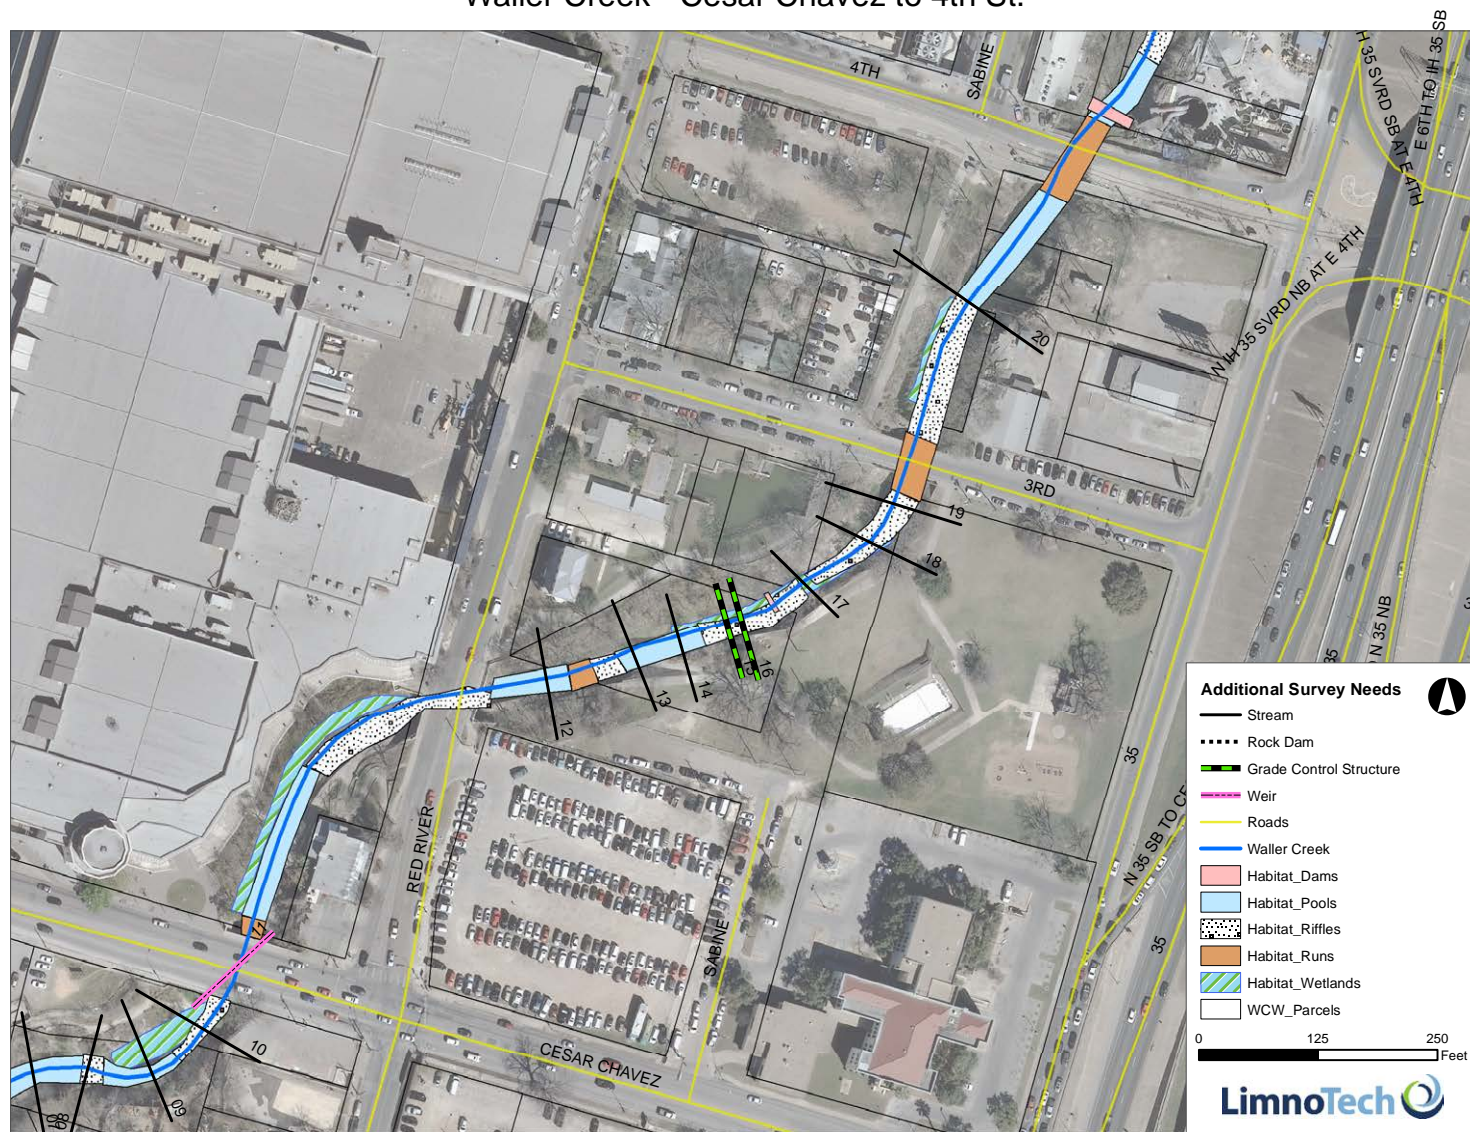 Waller Creek - Cesar Chavez to 4th St.
4TH
SABINE
IH 35 SVRD SB AT E 4TH
E 6TH TO IH 35 SB
N IH 35 SVRD NB AT E 4TH
20
3RD
19
18
17
16
15
14
13
12
11
10
09
08
RED RIVER
SABINE
CESAR CHAVEZ
35
N 35 SB TO CE
35
35
N 35 NB
Additional Survey Needs
Stream
Rock Dam
Grade Control Structure
Weir
Roads
Waller Creek
Habitat_Dams
Habitat_Pools
Habitat_Riffles
Habitat_Runs
Habitat_Wetlands
WCW_Parcels
0 125 250
Feet
LimnoTech